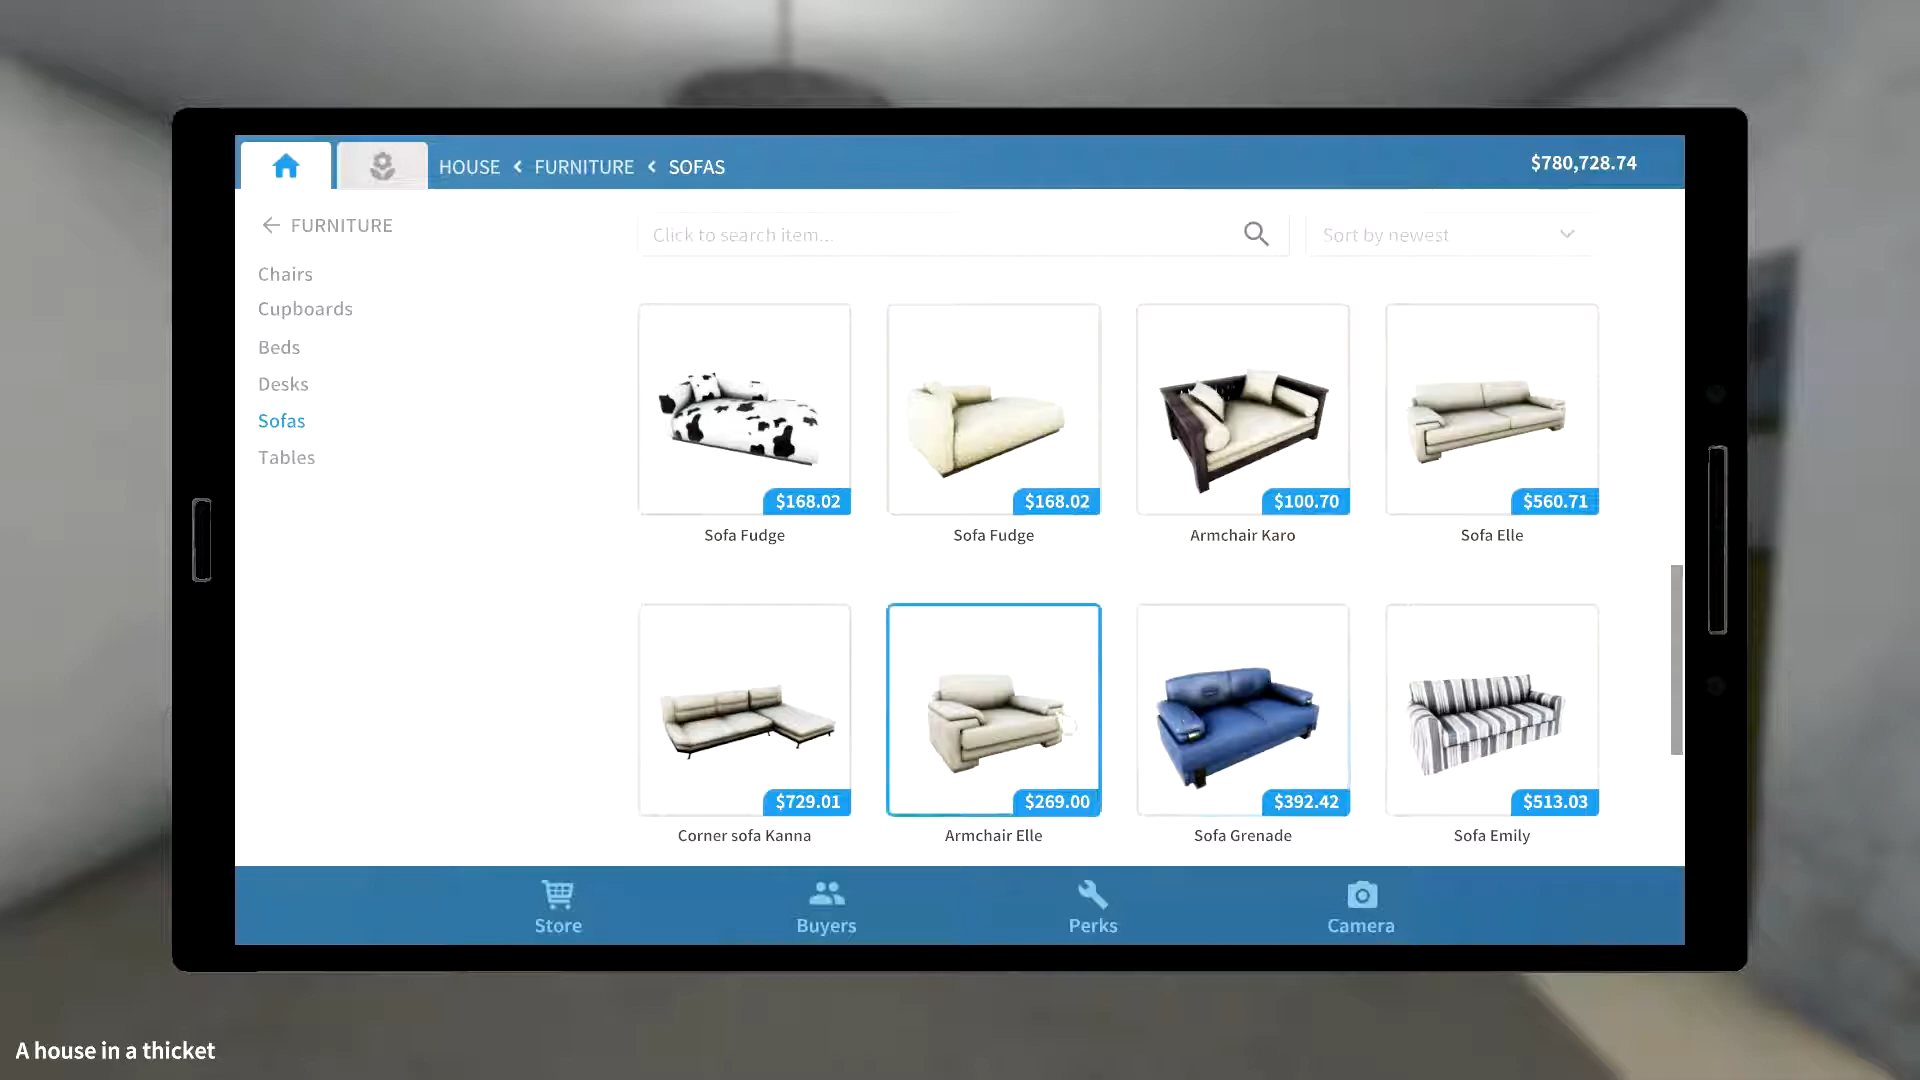 HOUSE < FURNITURE < SOFAS
$780,728.74
FURNITURE
Chairs
Cupboards
Beds
Desks
Sofas
Tables
Click to search item...
Sort by newest
$168.02
$168.02
$100.70
$560.71
Sofa Fudge
Sofa Fudge
Armchair Karo
Sofa Elle
$729.01
$269.00
$392.42
$513.03
Corner sofa Kanna
Armchair Elle
Sofa Grenade
Sofa Emily
Store
Buyers
Perks
Camera
A house in a thicket